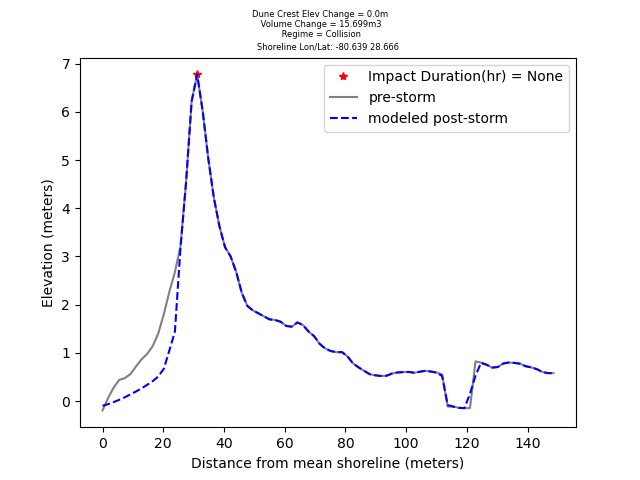 Dune Crest Elev Change = 0.0m
Volume Change = 15.699m3
Regime = Collision
Shoreline Lon/Lat: -80.639 28.666
Impact Duration(hr) = None
pre-storm
modeled post-storm
Elevation (meters)
7
6
5
4
3
2
1
0
0 20 40 60 80 100 120 140
Distance from mean shoreline (meters)